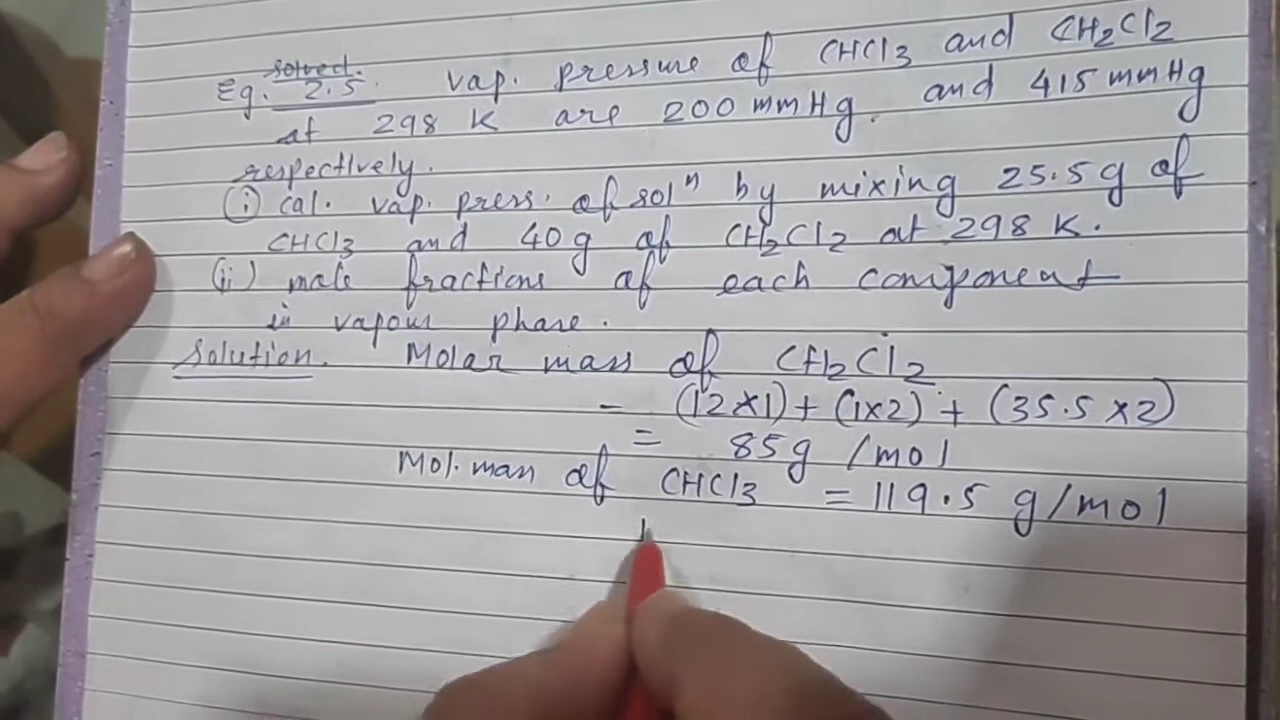 Eg. solved. 2.5. vap. pressure of CHCl3 and CH2Cl2
at 298 K are 200 mmHg. and 415 mmHg
respectively.
(i) cal. vap. press. of solⁿ by mixing 25.5g of
CHCl3 and 40g of CH2Cl2 at 298 K.
(ii) mole fractions of each component
in vapour phase.
Solution. Molar mass of CH2Cl2
= (12×1) + (1×2) + (35.5×2)
= 85g /mol
Mol. mass of CHCl3 = 119.5 g/mol